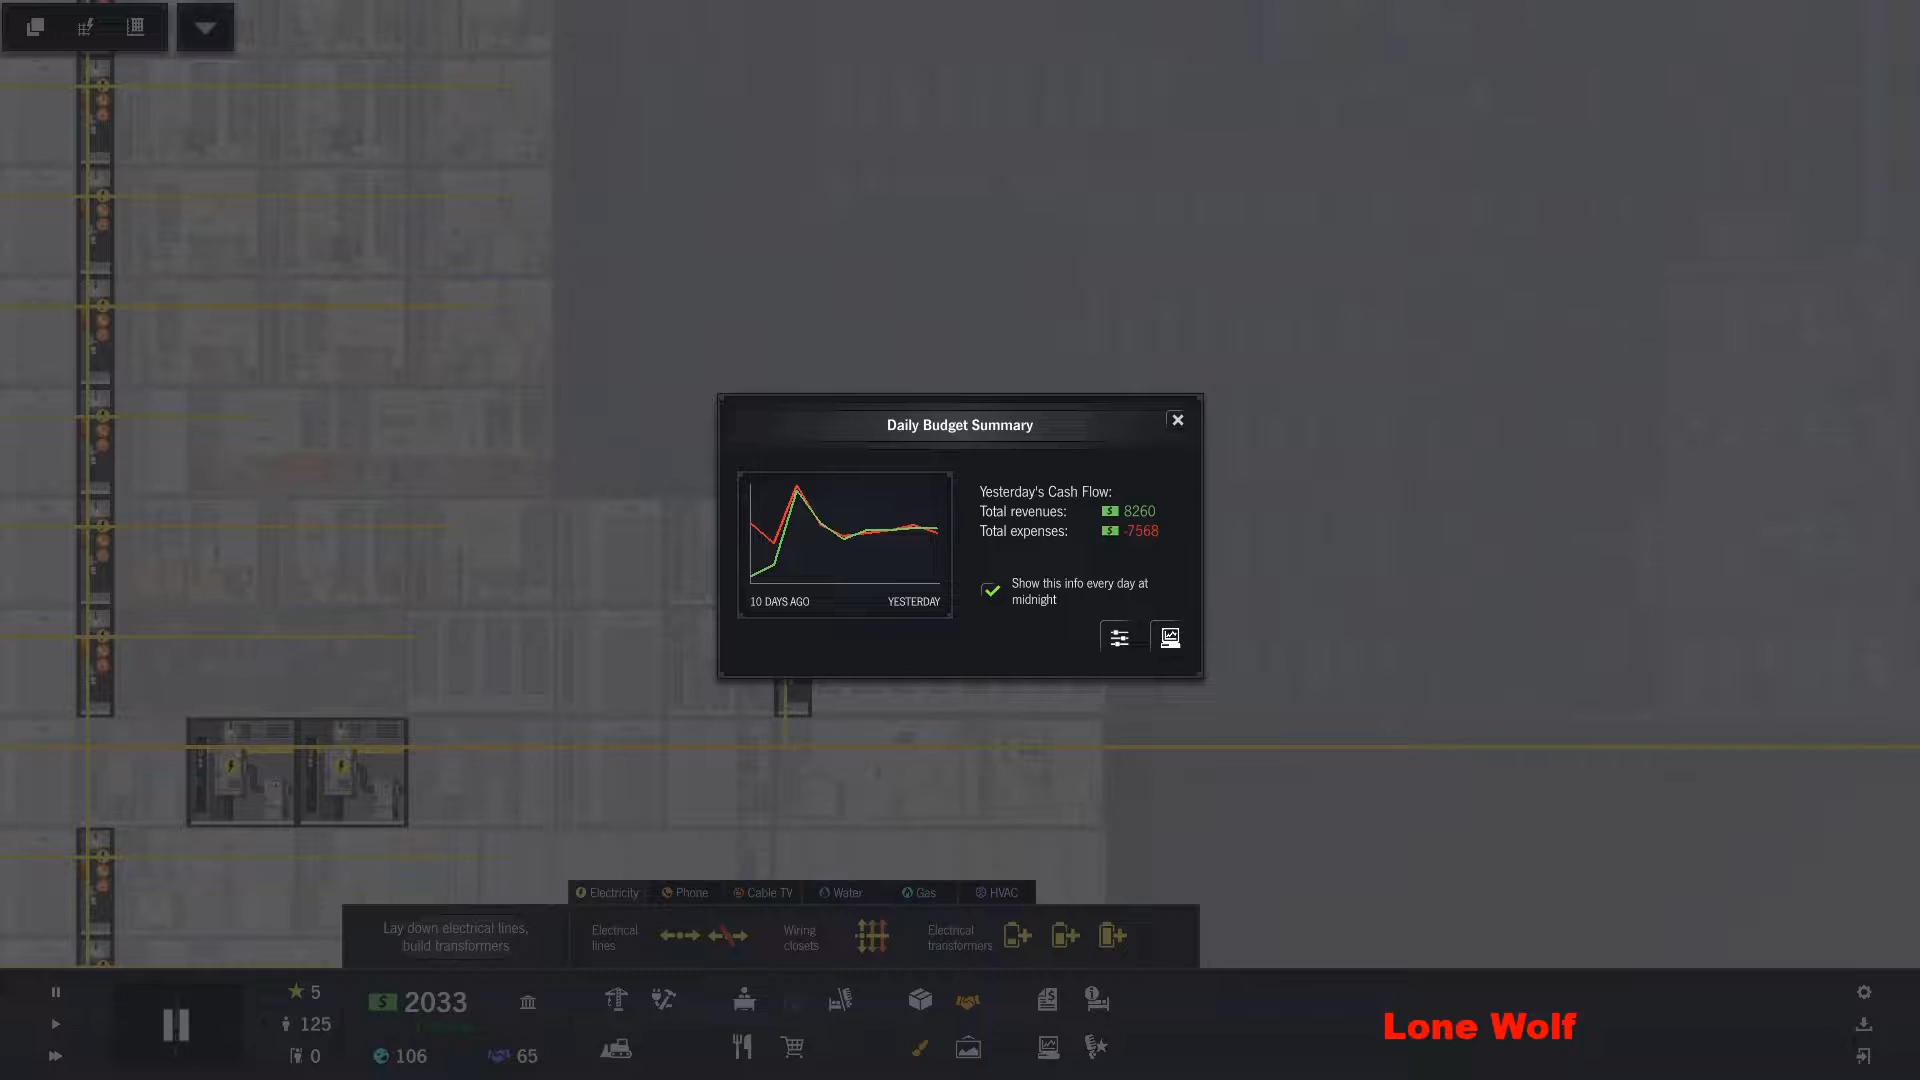 Daily Budget Summary
Yesterday's Cash Flow:
Total revenues: 8260
Total expenses: -7568
10 DAYS AGO YESTERDAY
Show this info every day at
midnight
Electricity Phone Cable TV Water Gas HVAC
Lay down electrical lines,
build transformers
Electrical
lines
Wiring
closets
Electrical
transformers
5
2033
125
0
106
65
Lone Wolf